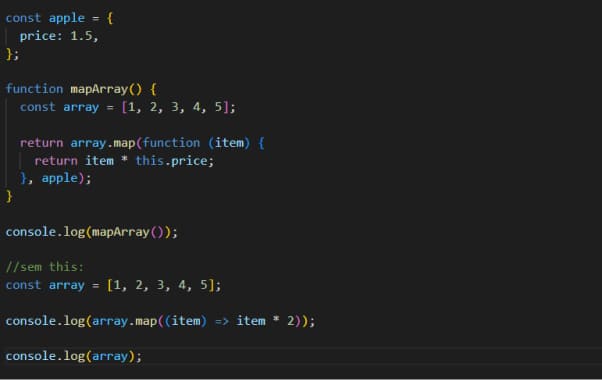 const apple = {
  price: 1.5,
};
function mapArray() {
  const array = [1, 2, 3, 4, 5];
  return array.map(function (item) {
    return item * this.price;
  }, apple);
}
console.log(mapArray());
//sem this:
const array = [1, 2, 3, 4, 5];
console.log(array.map((item) => item * 2));
console.log(array);